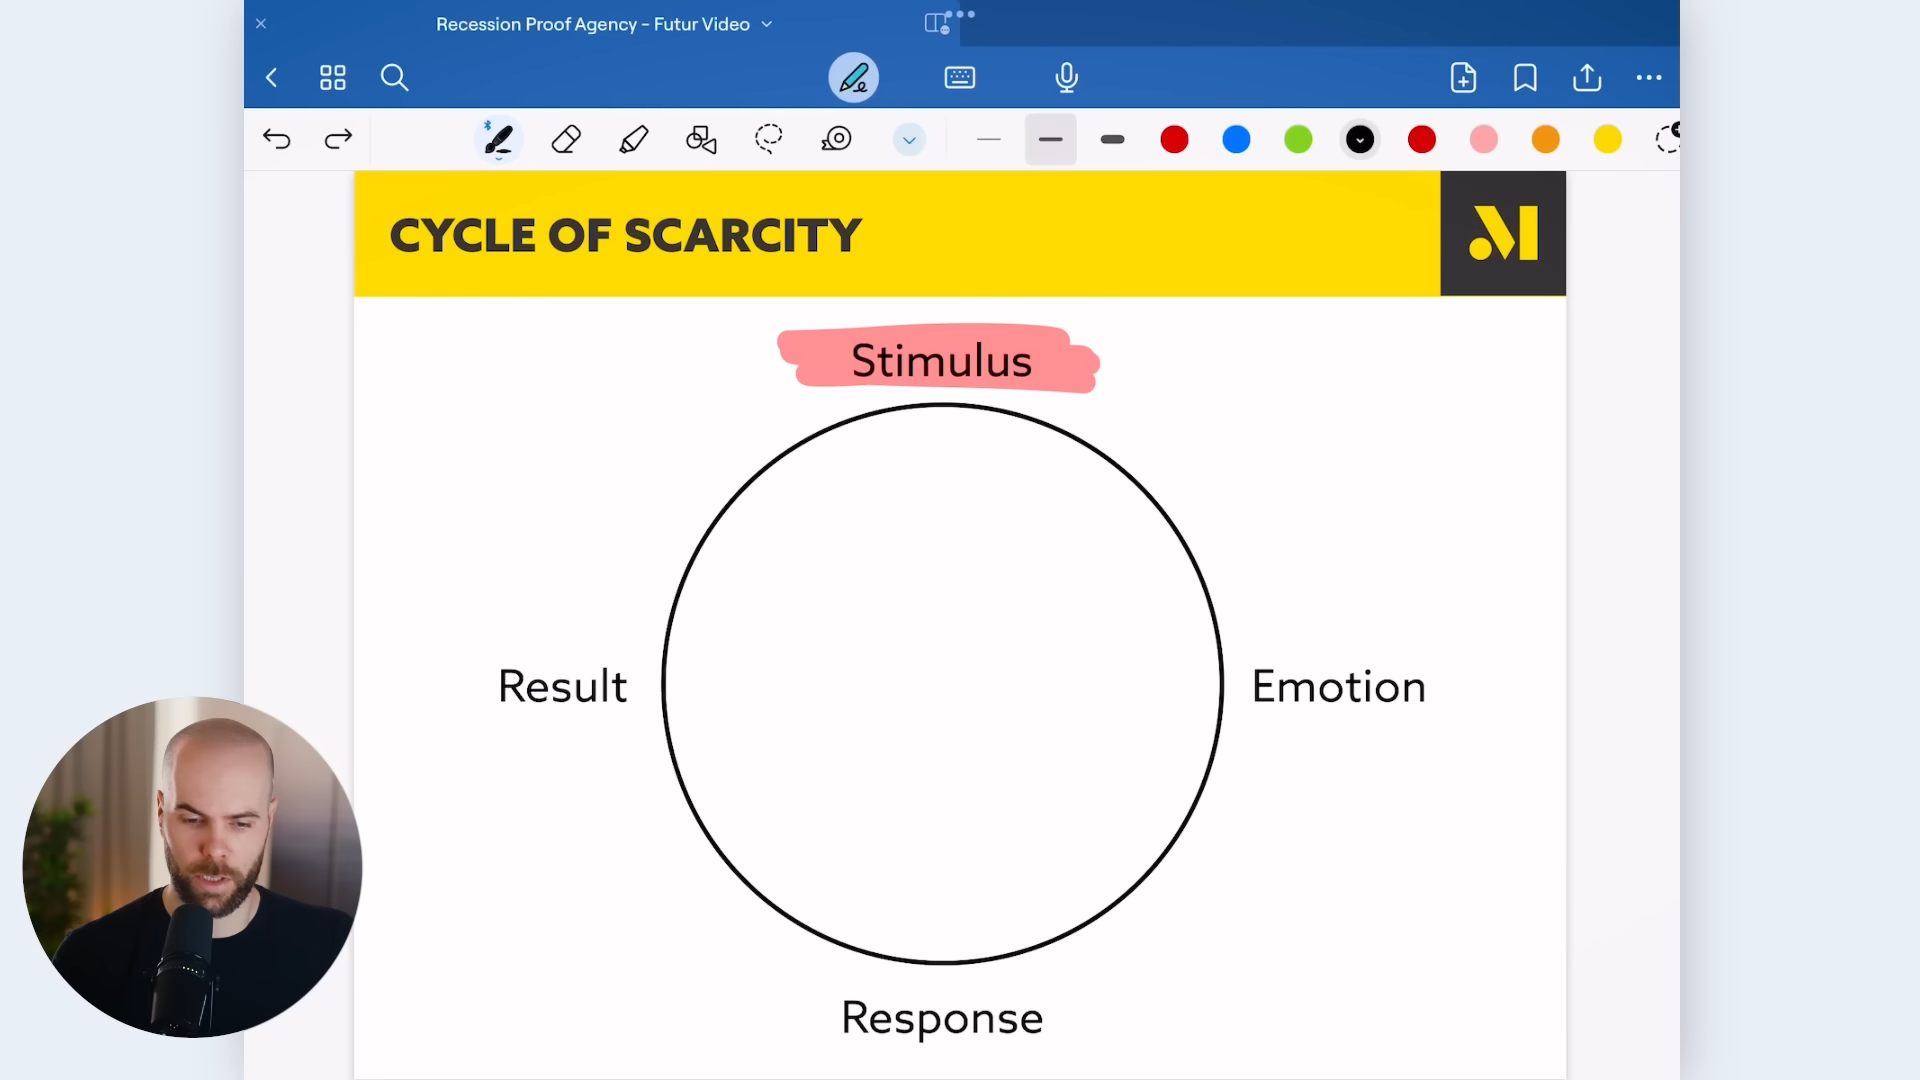 Recession Proof Agency – Futur Video
CYCLE OF SCARCITY
Stimulus
Result
Emotion
Response